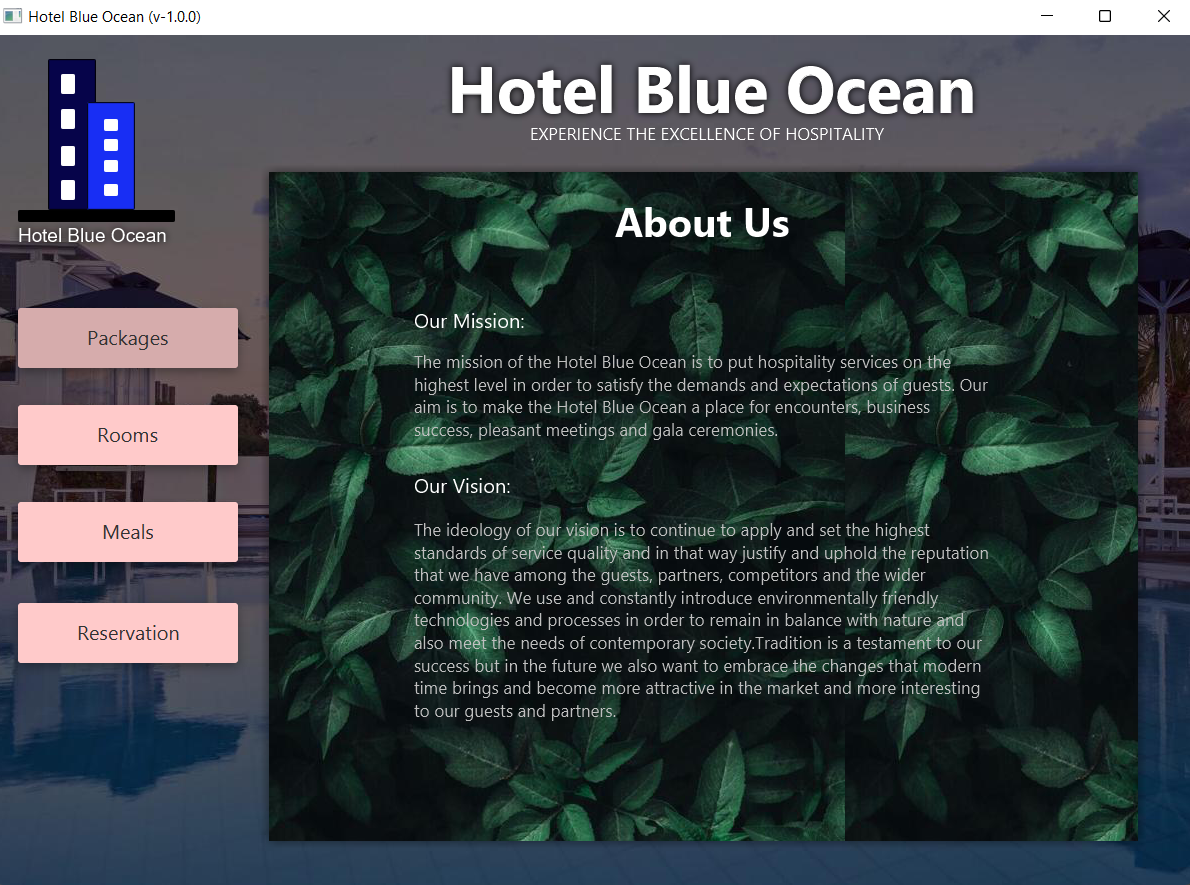 Hotel Blue Ocean (v-1.0.0)
Hotel Blue Ocean
EXPERIENCE THE EXCELLENCE OF HOSPITALITY
Hotel Blue Ocean
Packages
Rooms
Meals
Reservation
About Us
Our Mission:
The mission of the Hotel Blue Ocean is to put hospitality services on the
highest level in order to satisfy the demands and expectations of guests. Our
aim is to make the Hotel Blue Ocean a place for encounters, business
success, pleasant meetings and gala ceremonies.
Our Vision:
The ideology of our vision is to continue to apply and set the highest
standards of service quality and in that way justify and uphold the reputation
that we have among the guests, partners, competitors and the wider
community. We use and constantly introduce environmentally friendly
technologies and processes in order to remain in balance with nature and
also meet the needs of contemporary society.Tradition is a testament to our
success but in the future we also want to embrace the changes that modern
time brings and become more attractive in the market and more interesting
to our guests and partners.